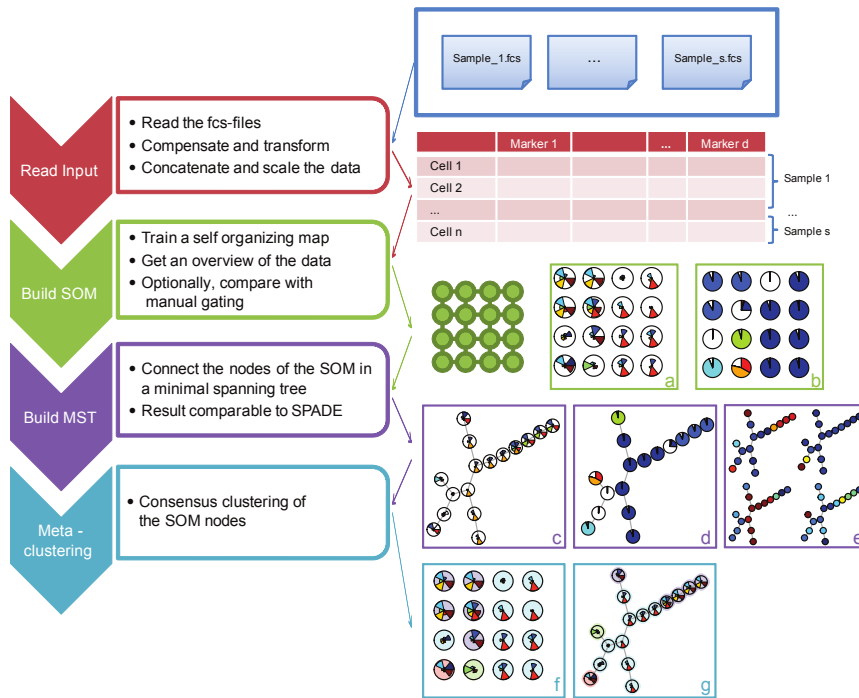 Sample_1.fcs
...
Sample_s.fcs
Read Input
• Read the fcs-files
• Compensate and transform
• Concatenate and scale the data
Marker 1
...
Marker d
Cell 1
Cell 2
...
Cell n
Sample 1
...
Sample s
Build SOM
• Train a self organizing map
• Get an overview of the data
• Optionally, compare with
manual gating
a
b
Build MST
• Connect the nodes of the SOM in
a minimal spanning tree
• Result comparable to SPADE
c
d
e
Meta -
clustering
• Consensus clustering of
the SOM nodes
f
g